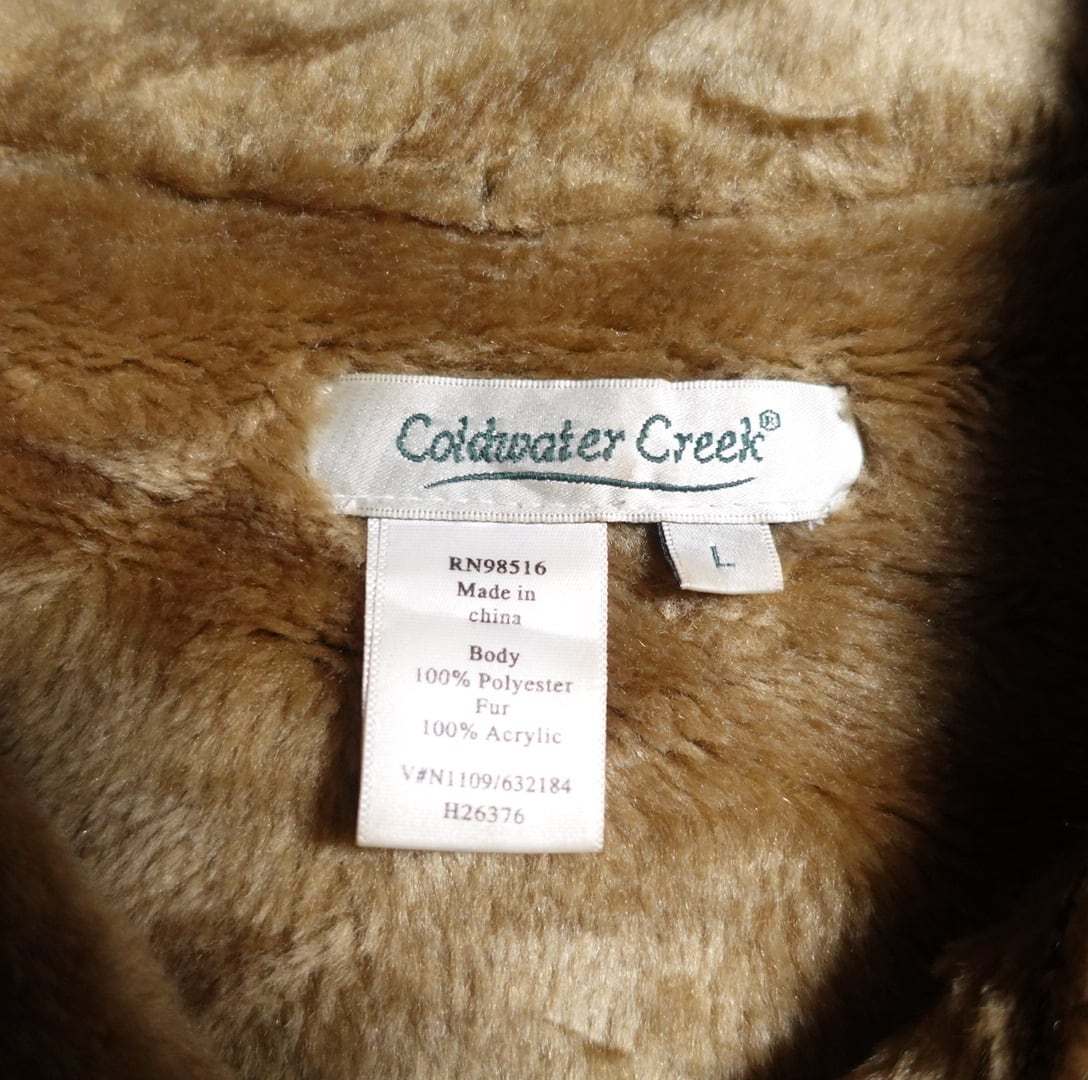 Coldwater Creek®
L
RN98516
Made in
china
Body
100% Polyester
Fur
100% Acrylic
V#N1109/632184
H26376